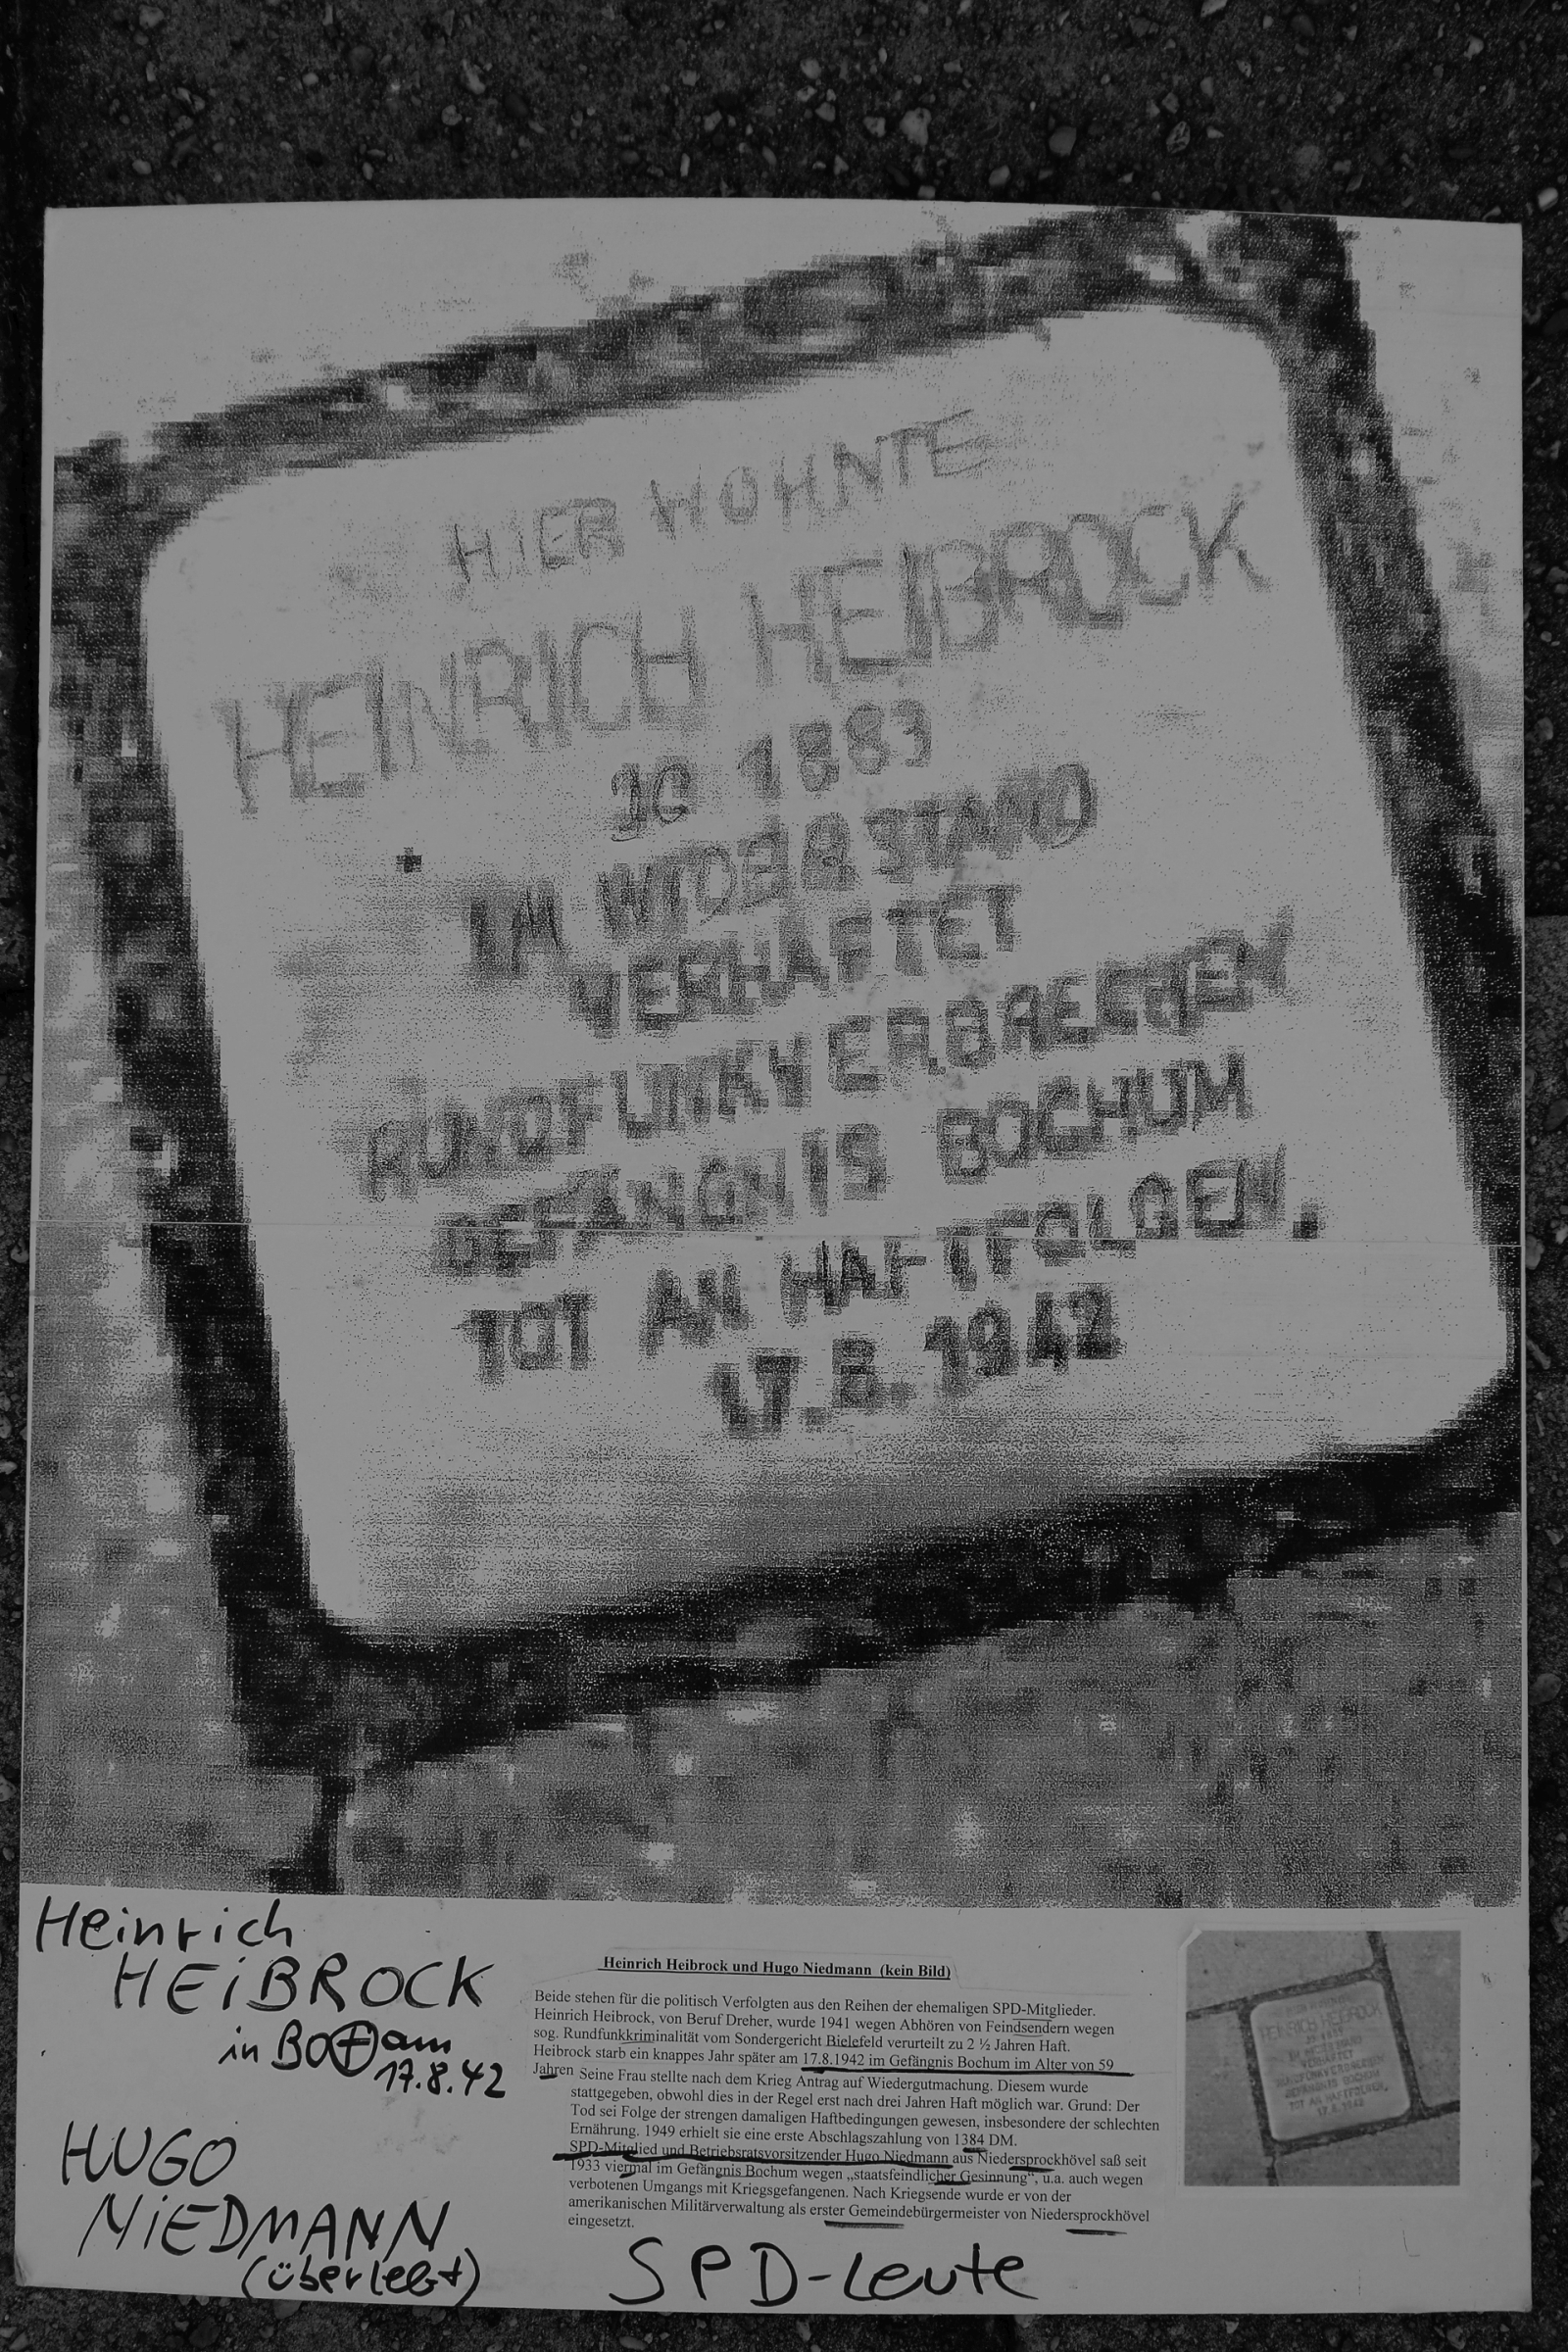 HIER WOHNTE
HEINRICH HEIBROCK
JG 1883
IM WIDERSTAND
VERHAFTET
RUNDFUNKVERBRECHEN
GEFÄNGNIS BOCHUM
TOT AN HAFTFOLGEN.
17.8.1942
Heinrich
HEiBROCK
in BO am
17.8.42
HUGO
NiEDMANN
(überlebt)
Heinrich Heibrock und Hugo Niedmann (kein Bild)
Beide stehen für die politisch Verfolgten aus den Reihen der ehemaligen SPD-Mitglieder.
Heinrich Heibrock, von Beruf Dreher, wurde 1941 wegen Abhören von Feindsendern wegen
sog. Rundfunkkriminalität vom Sondergericht Bielefeld verurteilt zu 2 ½ Jahren Haft.
Heibrock starb ein knappes Jahr später am 17.8.1942 im Gefängnis Bochum im Alter von 59
Jahren Seine Frau stellte nach dem Krieg Antrag auf Wiedergutmachung. Diesem wurde
stattgegeben, obwohl dies in der Regel erst nach drei Jahren Haft möglich war. Grund: Der
Tod sei Folge der strengen damaligen Haftbedingungen gewesen, insbesondere der schlechten
Ernährung. 1949 erhielt sie eine erste Abschlagszahlung von 1384 DM.
SPD-Mitglied und Betriebsratsvorsitzender Hugo Niedmann aus Niedersprockhövel saß seit
1933 viermal im Gefängnis Bochum wegen „staatsfeindlicher Gesinnung“, u.a. auch wegen
verbotenen Umgangs mit Kriegsgefangenen. Nach Kriegsende wurde er von der
amerikanischen Militärverwaltung als erster Gemeindebürgermeister von Niedersprockhövel
eingesetzt.
SPD-Leute
HEINRICH HEIBROCK